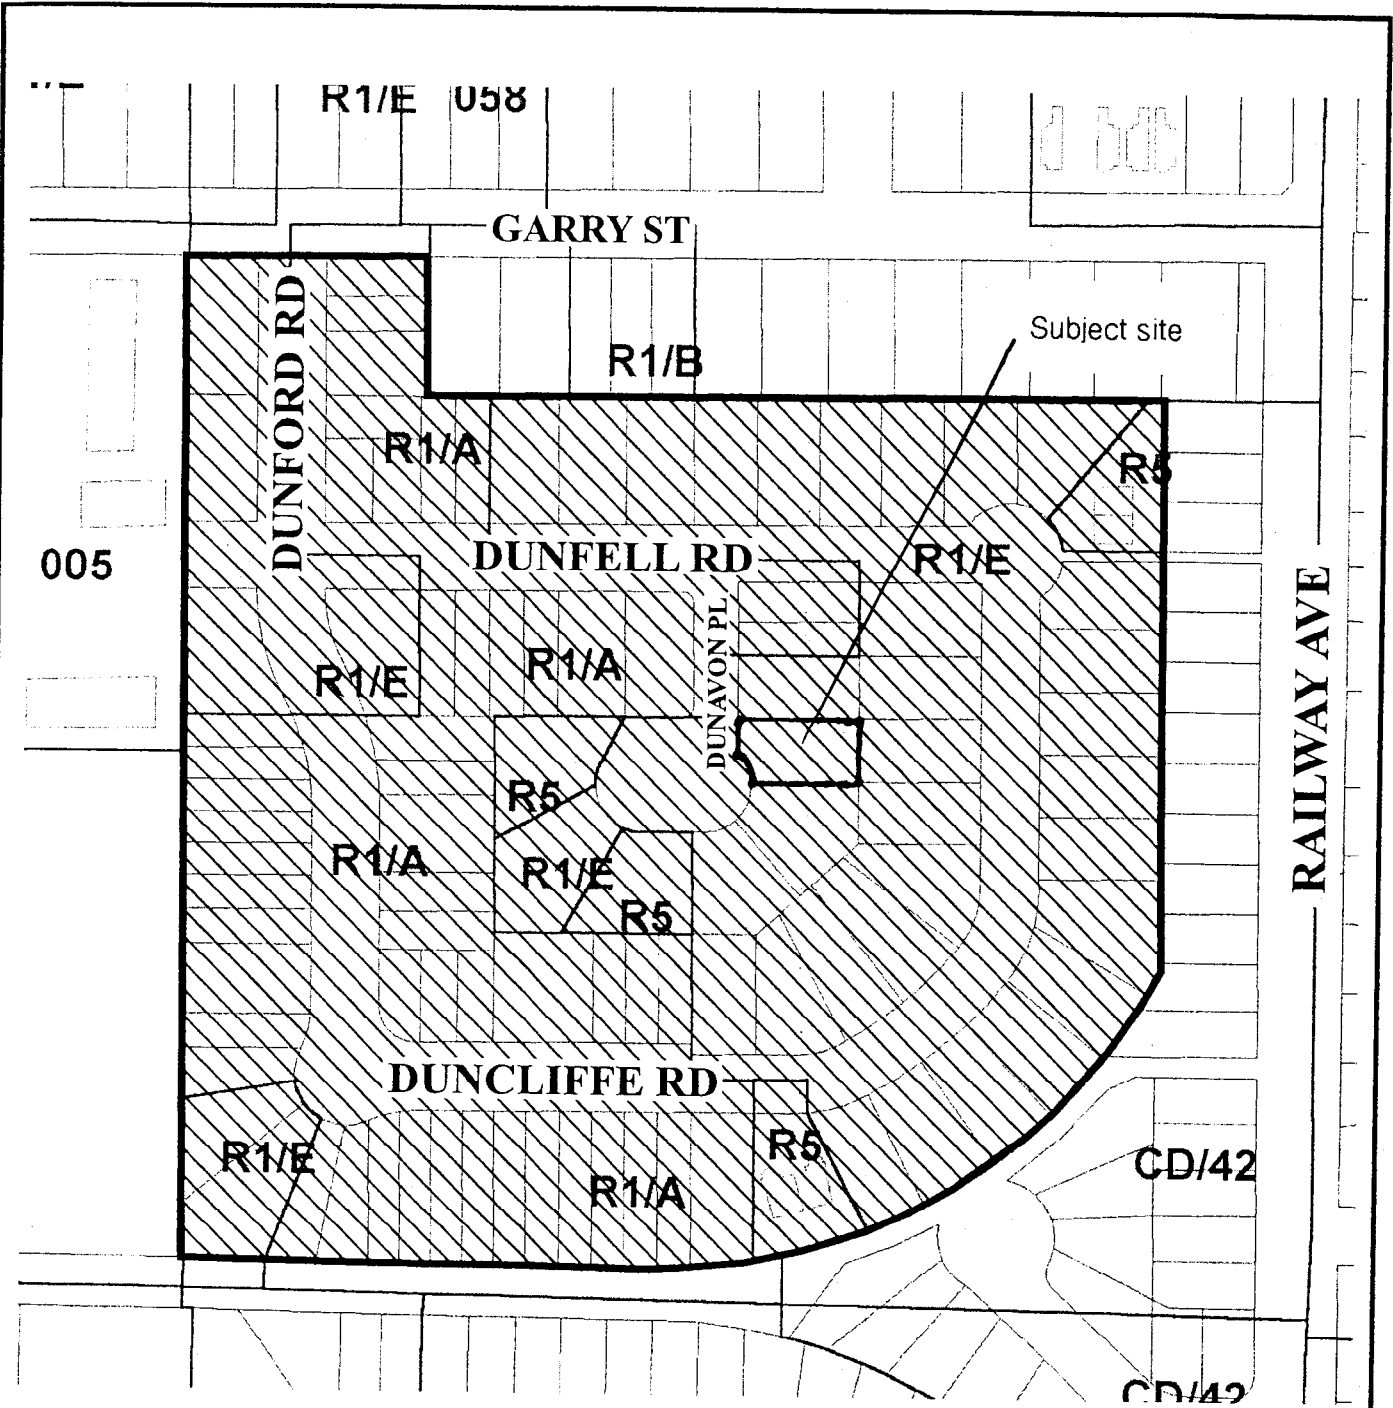 R1/E 058
GARRY ST
DUNFORD RD
Subject site
R1/B
R1/A
R5
005
DUNFELL RD
R1/E
DUNAVON PL
R1/A
R1/E
RAILWAY AVE
R5
R1/A
R1/E
R5
DUNCLIFFE RD
R5
R1/E
R1/A
CD/42
CD/42